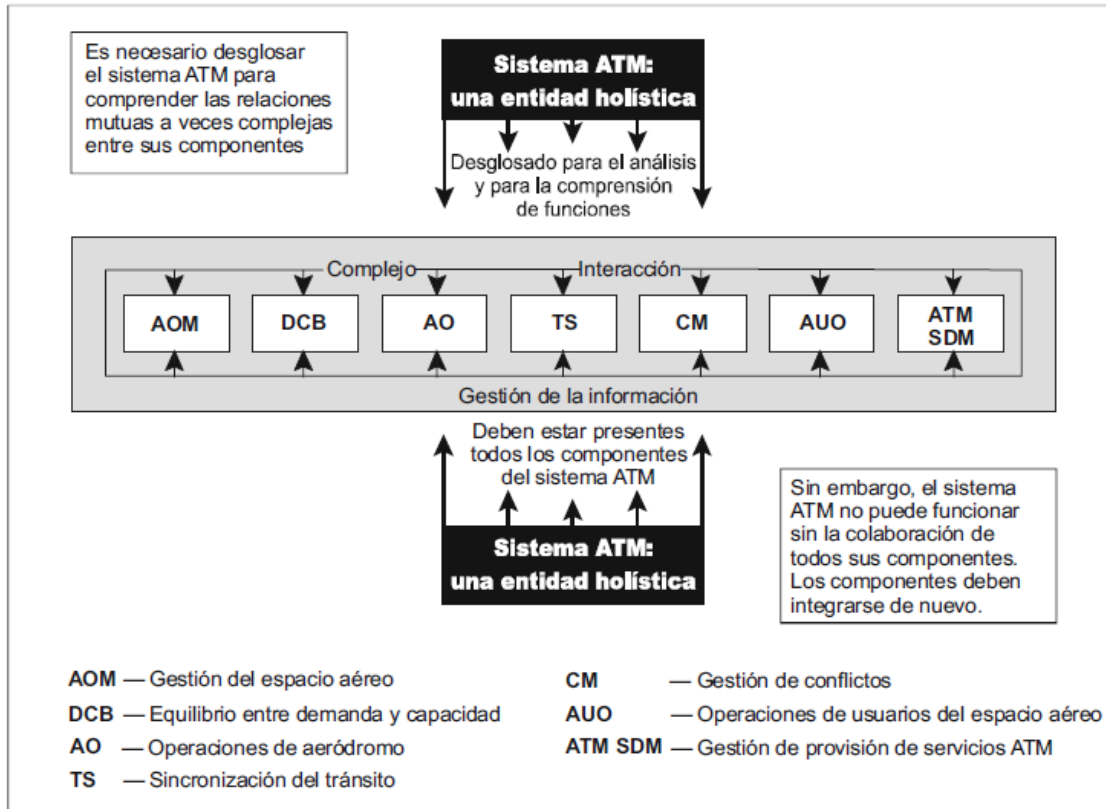 Es necesario desglosar
el sistema ATM para
comprender las relaciones
mutuas a veces complejas
entre sus componentes
Sistema ATM:
una entidad holística
Desglosado para el análisis
y para la comprensión
de funciones
Complejo
Interacción
AOM
DCB
AO
TS
CM
AUO
ATM
SDM
Gestión de la información
Deben estar presentes
todos los componentes
del sistema ATM
Sistema ATM:
una entidad holística
Sin embargo, el sistema
ATM no puede funcionar
sin la colaboración de
todos sus componentes.
Los componentes deben
integrarse de nuevo.
AOM — Gestión del espacio aéreo
DCB — Equilibrio entre demanda y capacidad
AO — Operaciones de aeródromo
TS — Sincronización del tránsito
CM — Gestión de conflictos
AUO — Operaciones de usuarios del espacio aéreo
ATM SDM — Gestión de provisión de servicios ATM